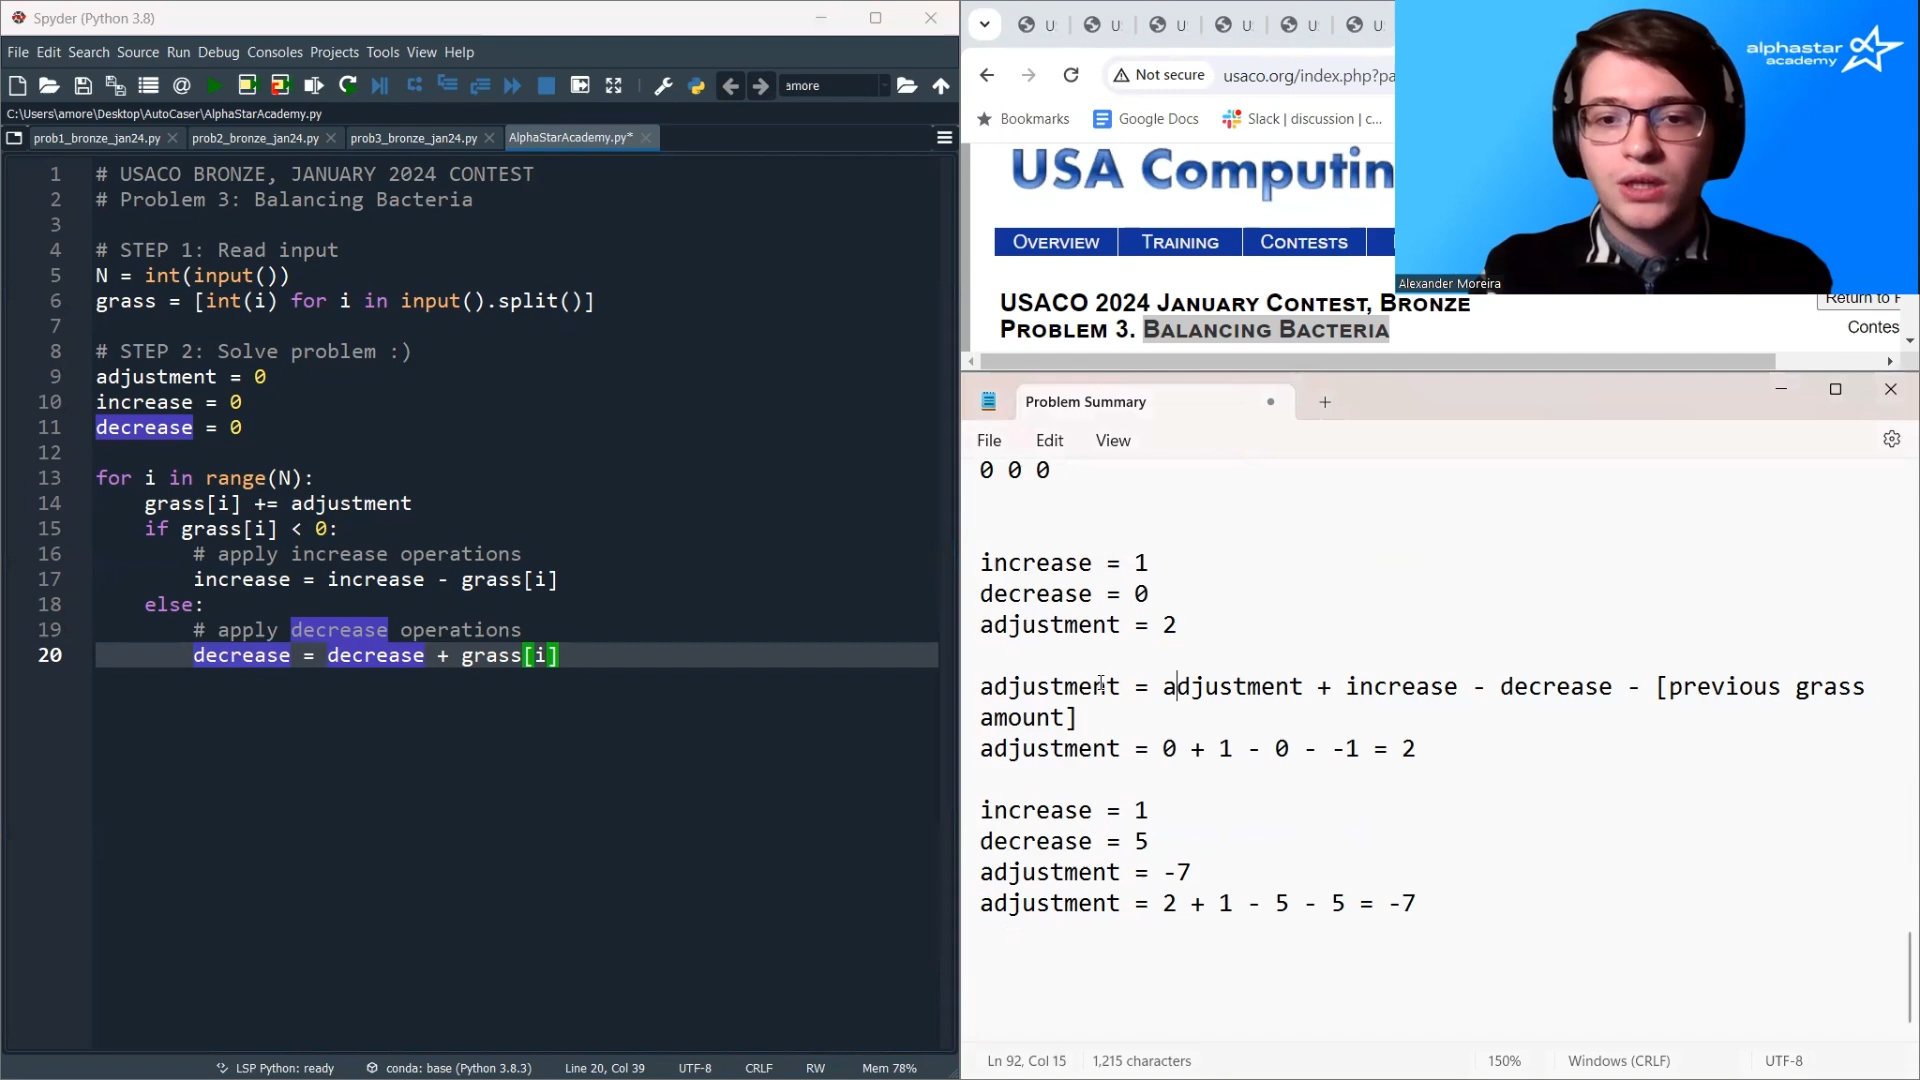 Spyder (Python 3.8)
File Edit Search Source Run Debug Consoles Projects Tools View Help
amore
C:\Users\amore\Desktop\AutoCaser\AlphaStarAcademy.py
prob1_bronze_jan24.py prob2_bronze_jan24.py prob3_bronze_jan24.py AlphaStarAcademy.py*
1 # USACO BRONZE, JANUARY 2024 CONTEST
2 # Problem 3: Balancing Bacteria
3
4 # STEP 1: Read input
5 N = int(input())
6 grass = [int(i) for i in input().split()]
7
8 # STEP 2: Solve problem :)
9 adjustment = 0
10 increase = 0
11 decrease = 0
12
13 for i in range(N):
14 grass[i] += adjustment
15 if grass[i] < 0:
16 # apply increase operations
17 increase = increase - grass[i]
18 else:
19 # apply decrease operations
20 decrease = decrease + grass[i]
LSP Python: ready conda: base (Python 3.8.3) Line 20, Col 39 UTF-8 CRLF RW Mem 78%
U: U: U: U: U: U:
Not secure usaco.org/index.php?pa
Bookmarks Google Docs Slack | discussion | c...
USA Computin
OVERVIEW TRAINING CONTESTS
USACO 2024 JANUARY CONTEST, BRONZE
PROBLEM 3. BALANCING BACTERIA
Return to
Contes
alphastar
academy
Alexander Moreira
Problem Summary
File Edit View
0 0 0
increase = 1
decrease = 0
adjustment = 2
adjustment = adjustment + increase - decrease - [previous grass
amount]
adjustment = 0 + 1 - 0 - -1 = 2
increase = 1
decrease = 5
adjustment = -7
adjustment = 2 + 1 - 5 - 5 = -7
Ln 92, Col 15 1,215 characters 150% Windows (CRLF) UTF-8